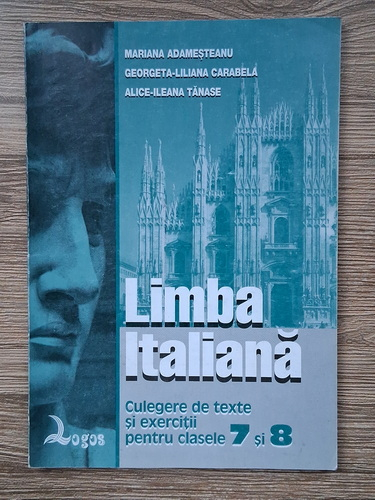 MARIANA ADAMEȘTEANU
GEORGETA-LILIANA CARABELA
ALICE-ILEANA TĂNASE
Limba
Italiană
Culegere de texte
și exerciții
pentru clasele 7 și 8
Logos